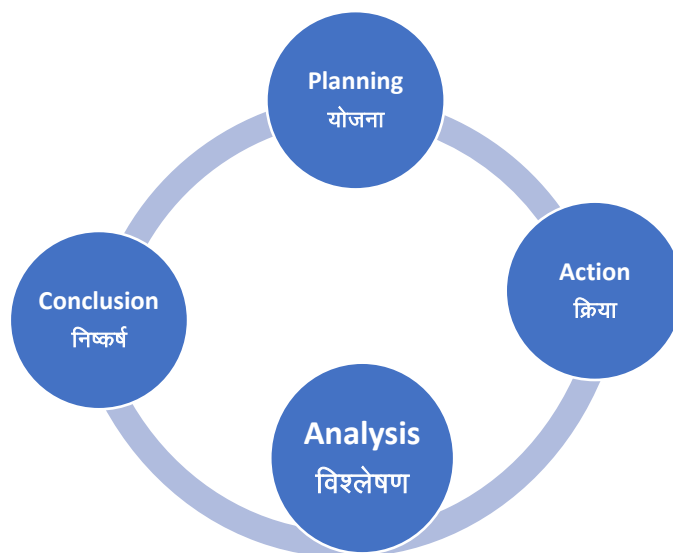 Planning
योजना
Action
क्रिया
Analysis
विश्लेषण
Conclusion
निष्कर्ष